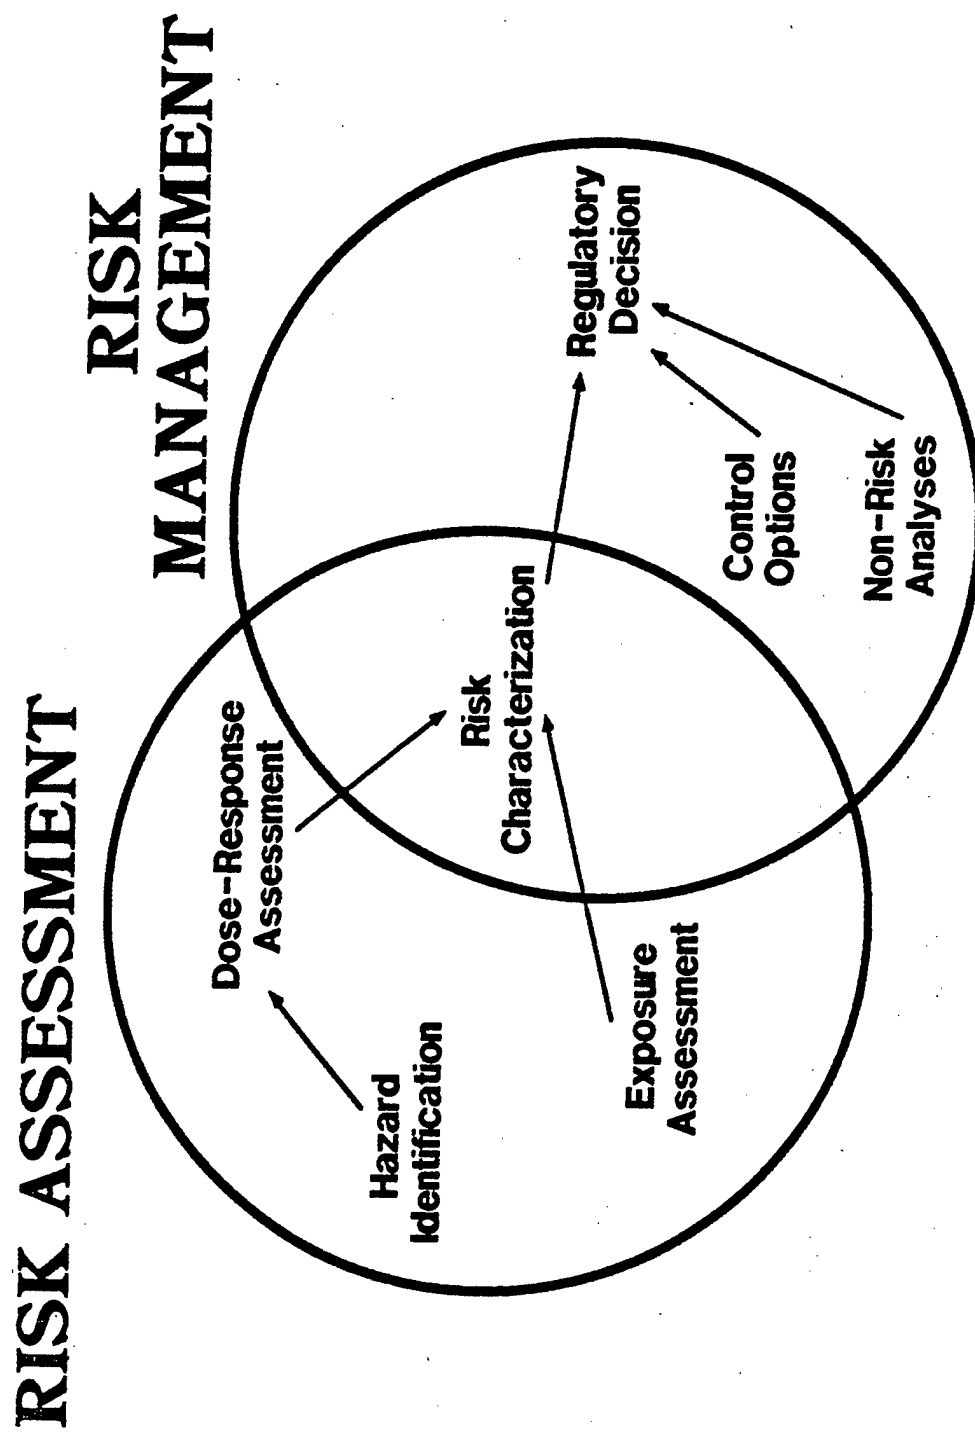 RISK ASSESSMENT
RISK
MANAGEMENT
Dose-Response
Assessment
Hazard
Identification
Risk
Characterization
Exposure
Assessment
Regulatory
Decision
Control
Options
Non-Risk
Analyses